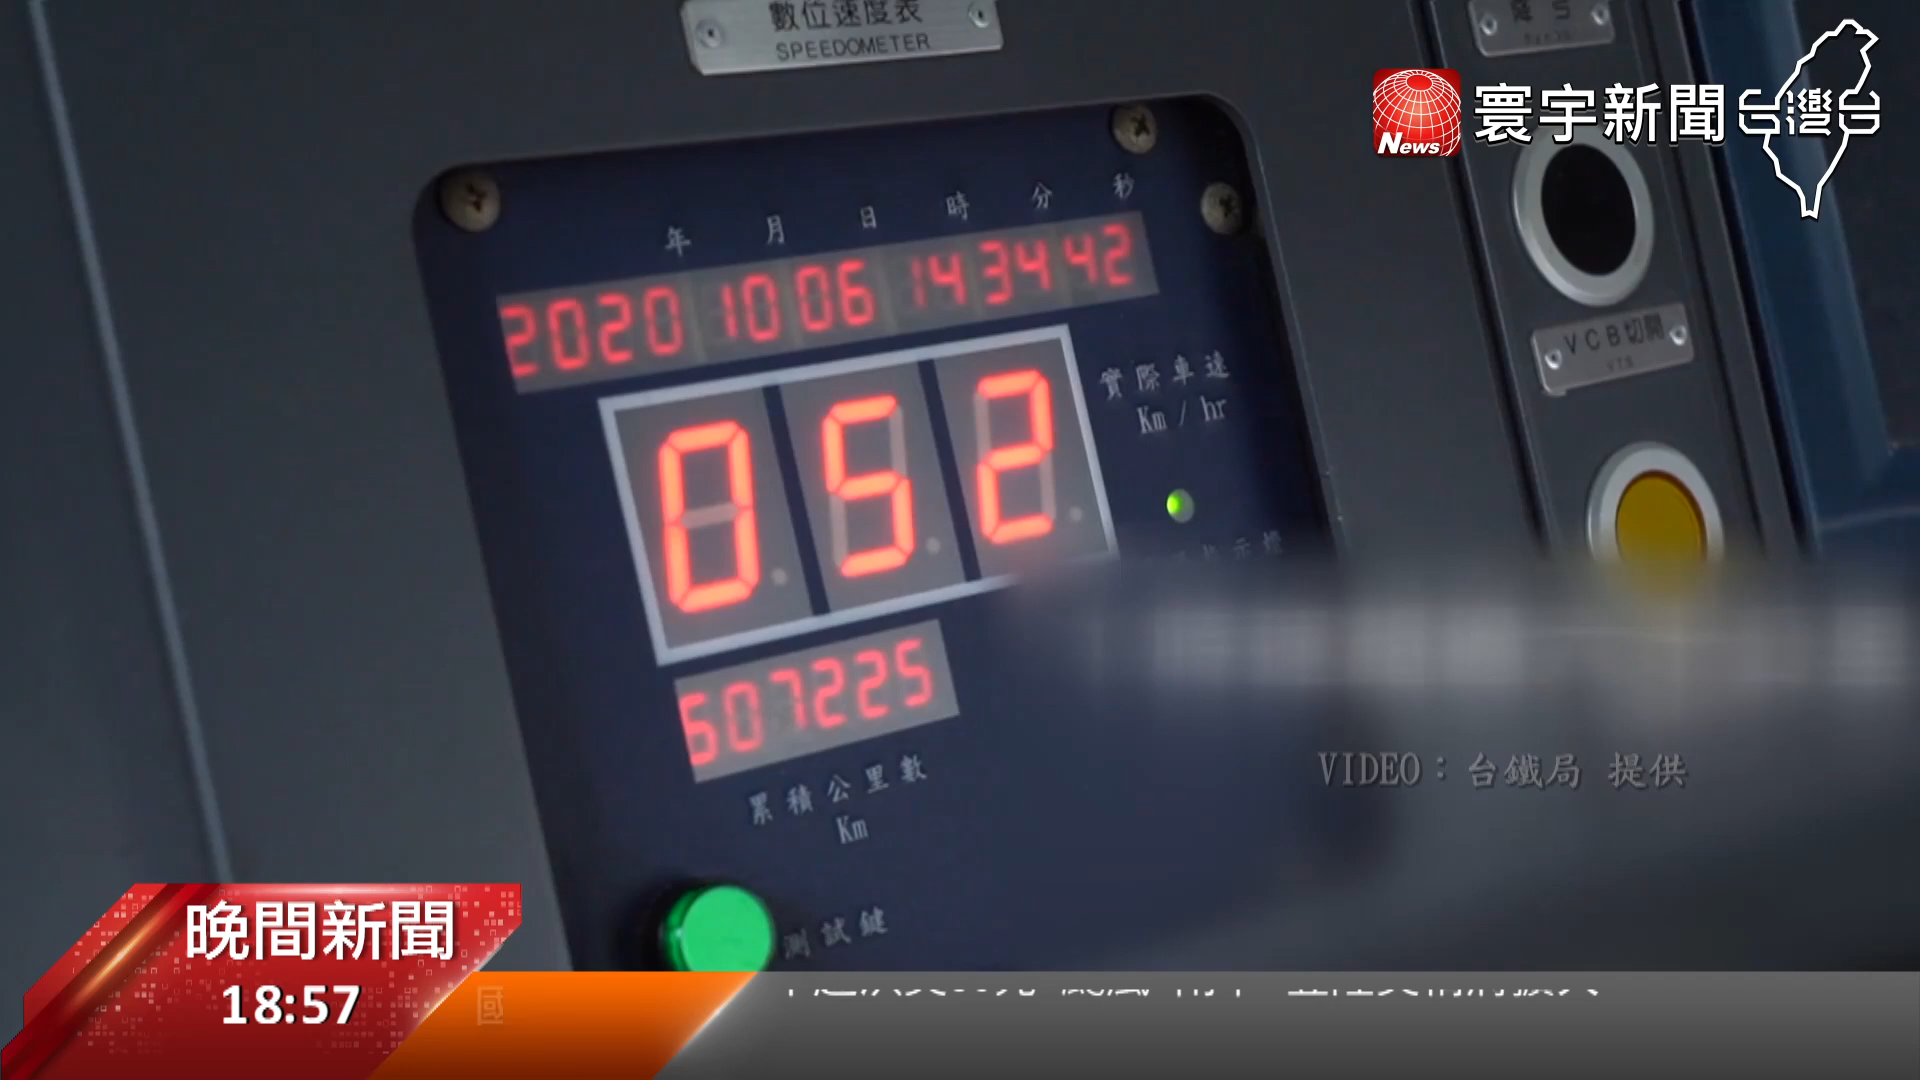 數位速度表
SPEEDOMETER
News 寰宇新聞 台灣台
年 月 日 時 分 秒
2020 10 06 14 34 42
052
實際車速
Km / hr
VCB切開
607225
累積公里數
Km
VIDEO：台鐵局 提供
測試鍵
晚間新聞
18:57
國